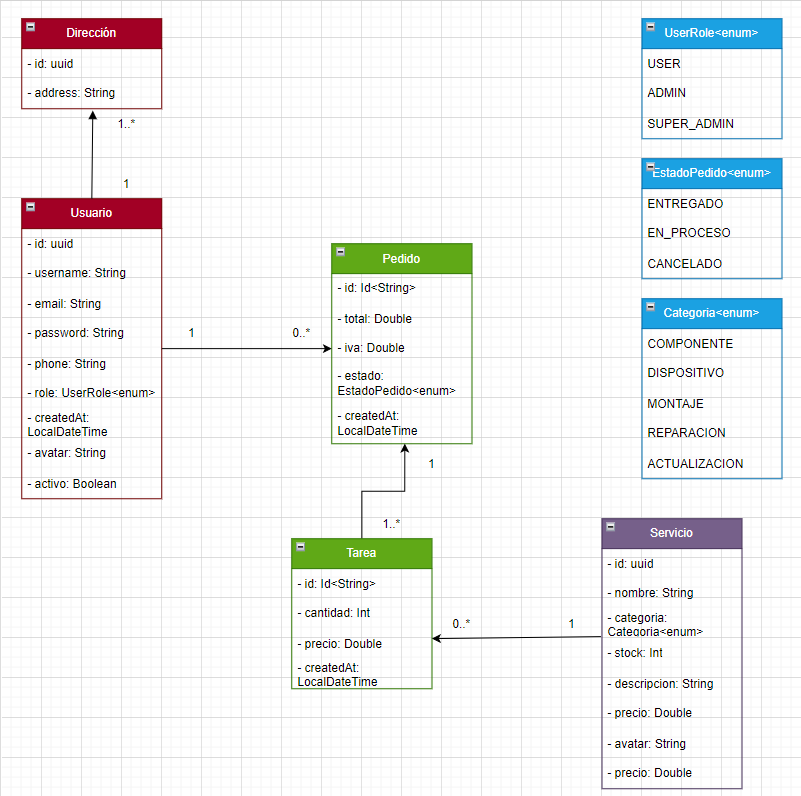 Dirección
- id: uuid
- address: String
1..*
1
Usuario
- id: uuid
- username: String
- email: String
- password: String
- phone: String
- role: UserRole<enum>
- createdAt:
LocalDateTime
- avatar: String
- activo: Boolean
1
0..*
Pedido
- id: Id<String>
- total: Double
- iva: Double
- estado:
EstadoPedido<enum>
- createdAt:
LocalDateTime
1
1..*
Tarea
- id: Id<String>
- cantidad: Int
- precio: Double
- createdAt:
LocalDateTime
0..*
1
UserRole<enum>
USER
ADMIN
SUPER_ADMIN
EstadoPedido<enum>
ENTREGADO
EN_PROCESO
CANCELADO
Categoria<enum>
COMPONENTE
DISPOSITIVO
MONTAJE
REPARACION
ACTUALIZACION
Servicio
- id: uuid
- nombre: String
- categoria:
Categoria<enum>
- stock: Int
- descripcion: String
- precio: Double
- avatar: String
- precio: Double